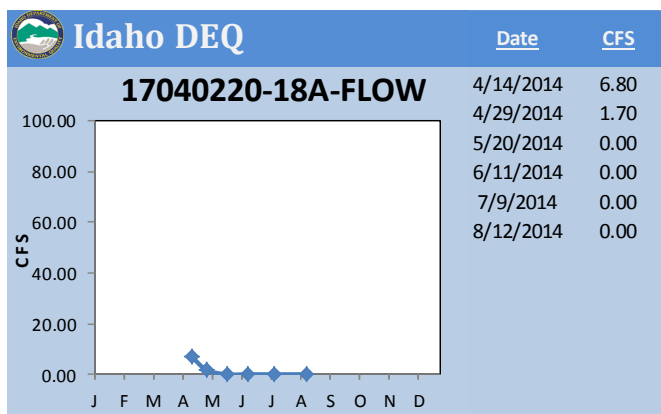 Idaho DEQ
Date CFS
17040220-18A-FLOW
4/14/2014 6.80
4/29/2014 1.70
5/20/2014 0.00
6/11/2014 0.00
7/9/2014 0.00
8/12/2014 0.00
CFS
100.00
80.00
60.00
40.00
20.00
0.00
J F M A M J J A S O N D